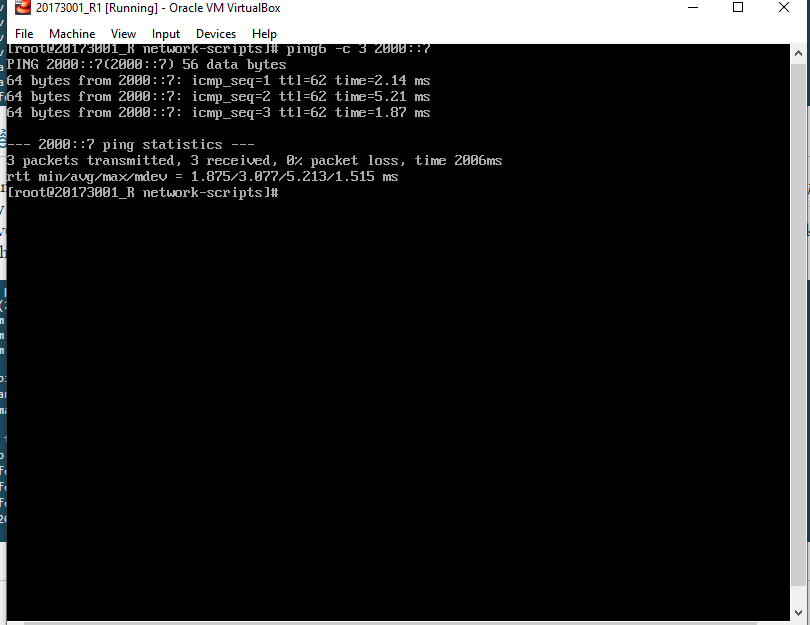 20173001_R1 [Running] - Oracle VM VirtualBox
File Machine View Input Devices Help
[root@20173001_R network-scripts]# ping6 -c 3 2000::7
PING 2000::7(2000::7) 56 data bytes
64 bytes from 2000::7: icmp_seq=1 ttl=62 time=2.14 ms
64 bytes from 2000::7: icmp_seq=2 ttl=62 time=5.21 ms
64 bytes from 2000::7: icmp_seq=3 ttl=62 time=1.87 ms
--- 2000::7 ping statistics ---
3 packets transmitted, 3 received, 0% packet loss, time 2006ms
rtt min/avg/max/mdev = 1.875/3.077/5.213/1.515 ms
[root@20173001_R network-scripts]#